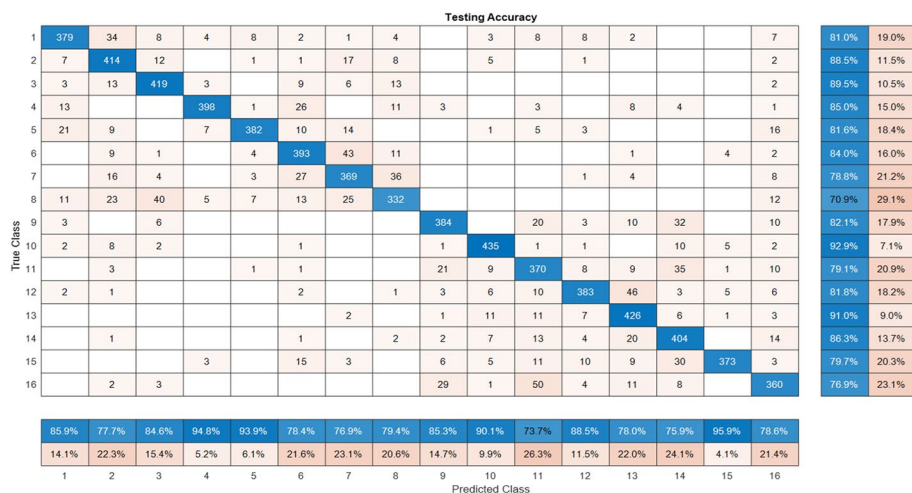 Testing Accuracy
1 379 34 8 4 8 2 1 4 3 8 8 2 7 81.0% 19.0%
2 7 414 12 1 1 17 8 5 1 2 88.5% 11.5%
3 3 13 419 3 9 6 13 2 89.5% 10.5%
4 13 398 1 26 11 3 3 8 4 1 85.0% 15.0%
5 21 9 7 382 10 14 1 5 3 16 81.6% 18.4%
6 9 1 4 393 43 11 1 4 2 84.0% 16.0%
7 16 4 3 27 369 36 1 4 8 78.8% 21.2%
8 11 23 40 5 7 13 25 332 12 70.9% 29.1%
9 3 6 384 20 3 10 32 10 82.1% 17.9%
10 2 8 2 1 1 435 1 1 10 5 2 92.9% 7.1%
11 3 1 1 21 9 370 8 9 35 1 10 79.1% 20.9%
12 2 1 2 1 3 6 10 383 46 3 5 6 81.8% 18.2%
13 2 1 11 11 7 426 6 1 3 91.0% 9.0%
14 1 1 2 2 7 13 4 20 404 14 86.3% 13.7%
15 3 15 3 6 5 11 10 9 30 373 3 79.7% 20.3%
16 2 3 29 1 50 4 11 8 360 76.9% 23.1%
True Class
85.9% 77.7% 84.6% 94.8% 93.9% 78.4% 76.9% 79.4% 85.3% 90.1% 73.7% 88.5% 78.0% 75.9% 95.9% 78.6%
14.1% 22.3% 15.4% 5.2% 6.1% 21.6% 23.1% 20.6% 14.7% 9.9% 26.3% 11.5% 22.0% 24.1% 4.1% 21.4%
1 2 3 4 5 6 7 8 9 10 11 12 13 14 15 16
Predicted Class